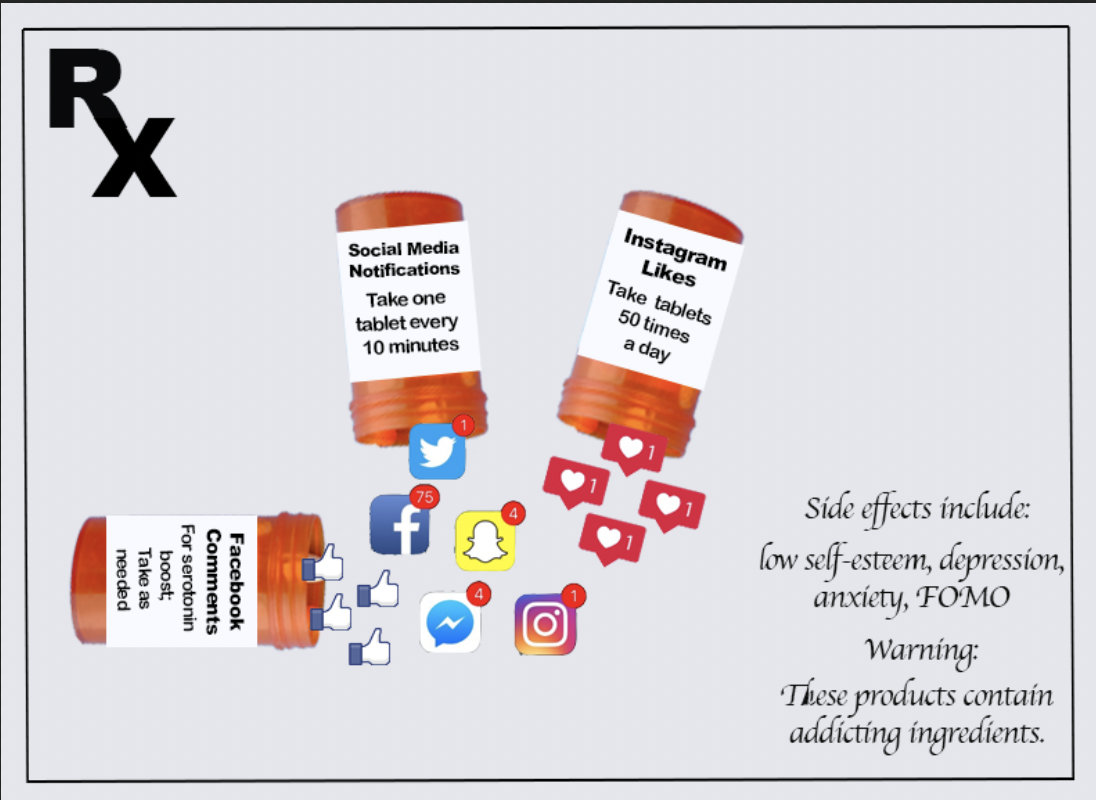 R
X
Social Media
Notifications
Take one
tablet every
10 minutes
Instagram
Likes
Take tablets
50 times
a day
1
75
4
4
1
1
1
1
1
Facebook
Comments
For serotonin
boost;
Take as
needed
Side effects include:
low self-esteem, depression,
anxiety, FOMO
Warning:
These products contain
addicting ingredients.